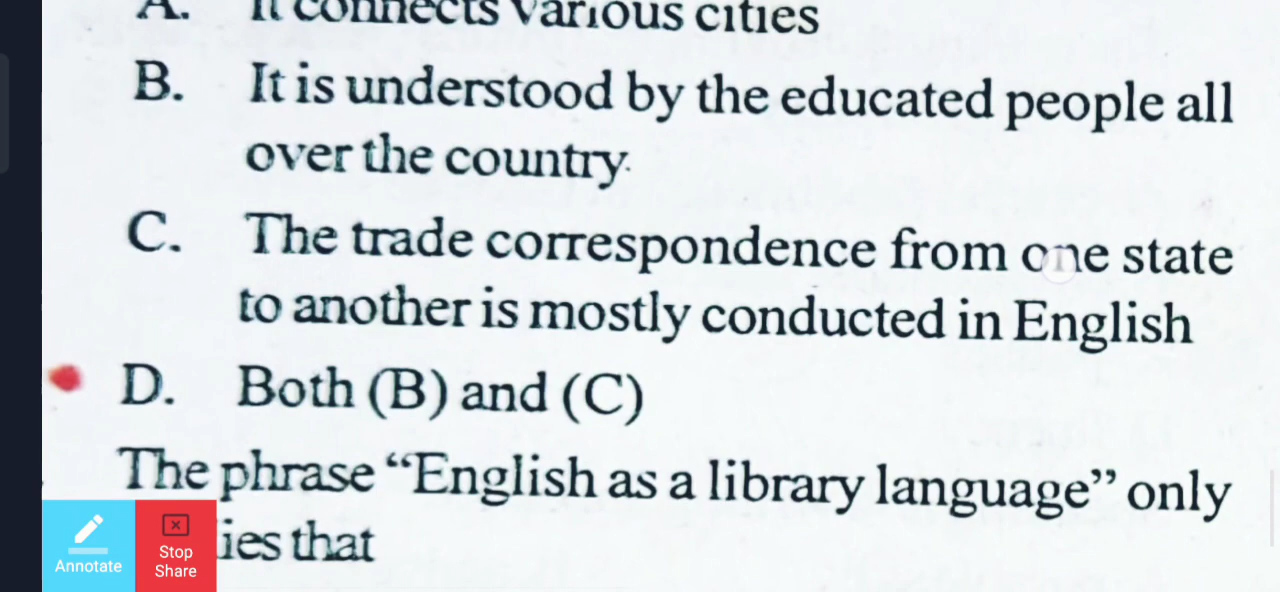 A. It connects various cities
B. It is understood by the educated people all
over the country.
C. The trade correspondence from one state
to another is mostly conducted in English
D. Both (B) and (C)
The phrase “English as a library language” only
ies that
Annotate
Stop
Share